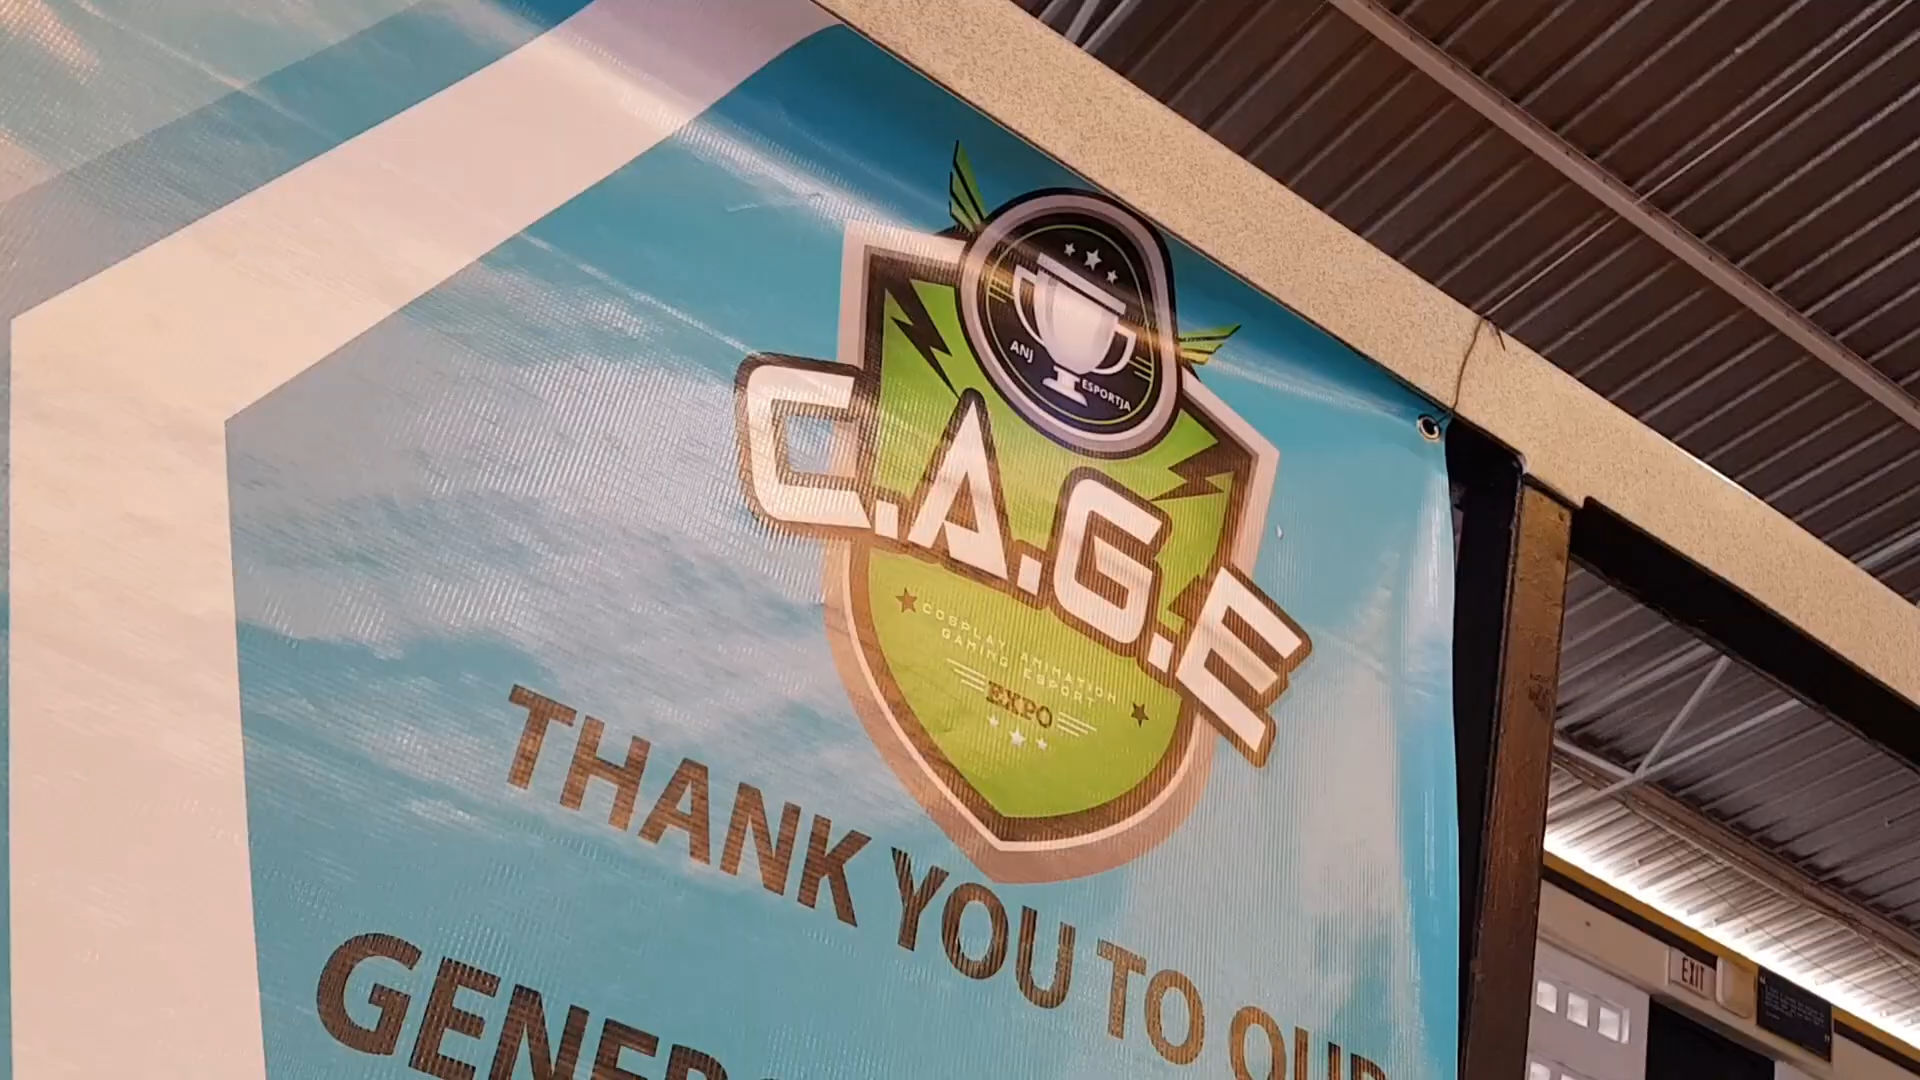 ANJ
ESPORTJA
C.A.G.E
COSPLAY ANIMATION
GAMING ESPORT
EXPO
THANK YOU TO OUR
EXIT